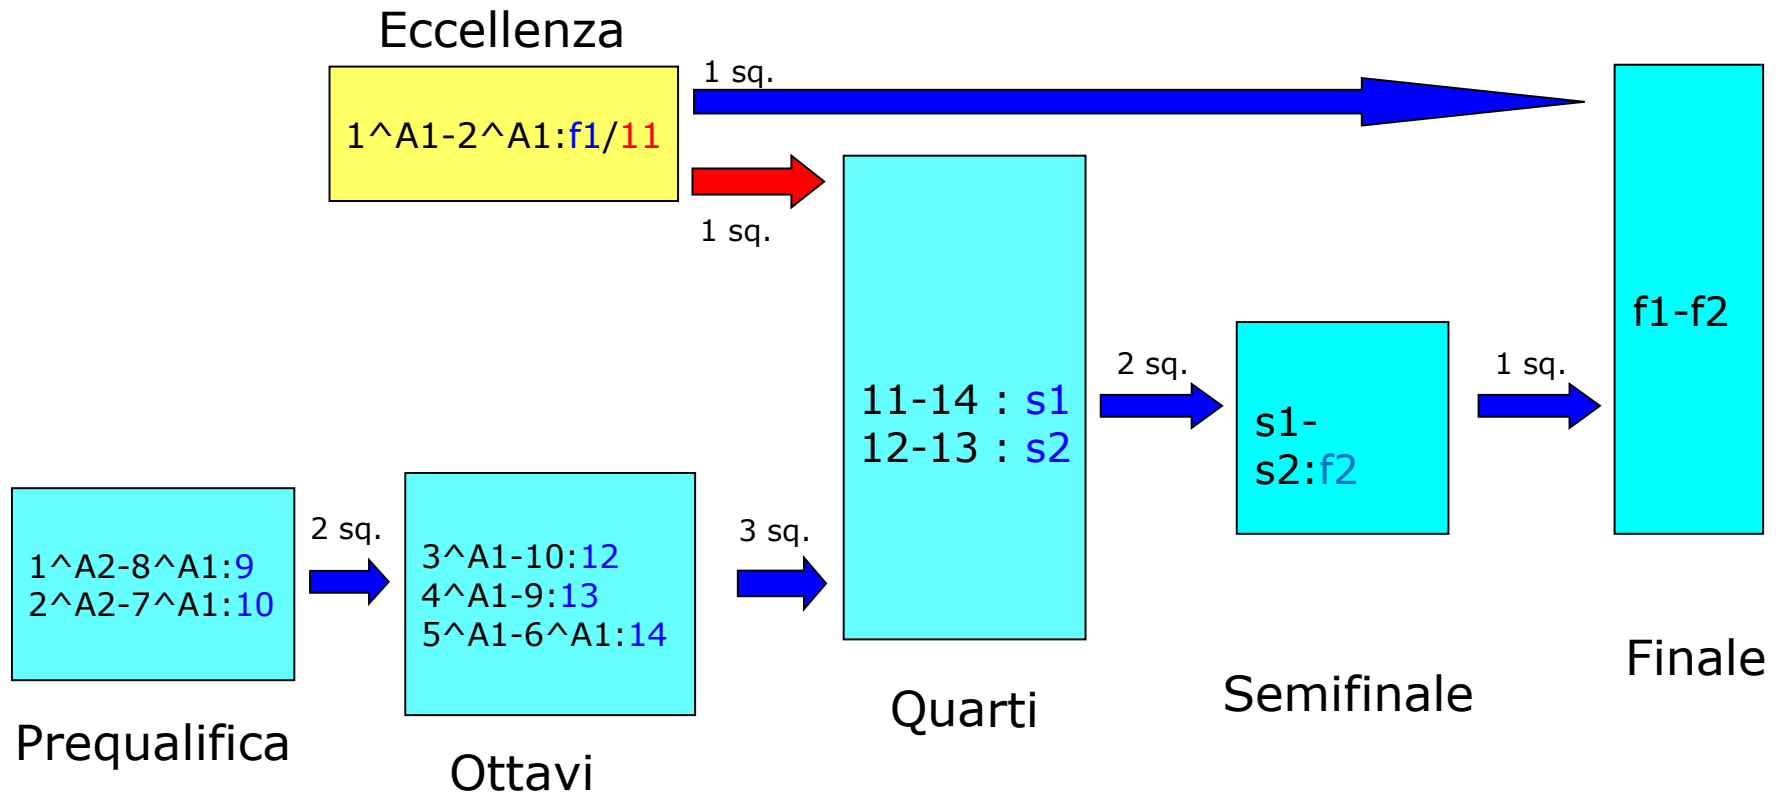 Eccellenza
1^A1-2^A1:f1/11
1 sq.
1 sq.
1^A2-8^A1:9
2^A2-7^A1:10
Prequalifica
2 sq.
3^A1-10:12
4^A1-9:13
5^A1-6^A1:14
Ottavi
3 sq.
11-14 : s1
12-13 : s2
Quarti
2 sq.
s1-
s2:f2
Semifinale
1 sq.
f1-f2
Finale